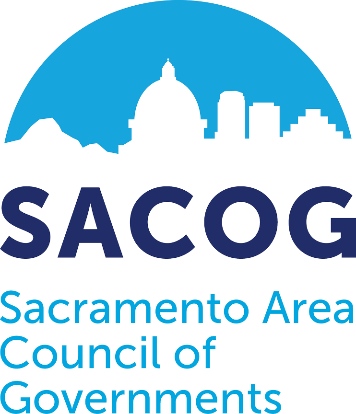 SACOG
Sacramento Area
Council of
Governments